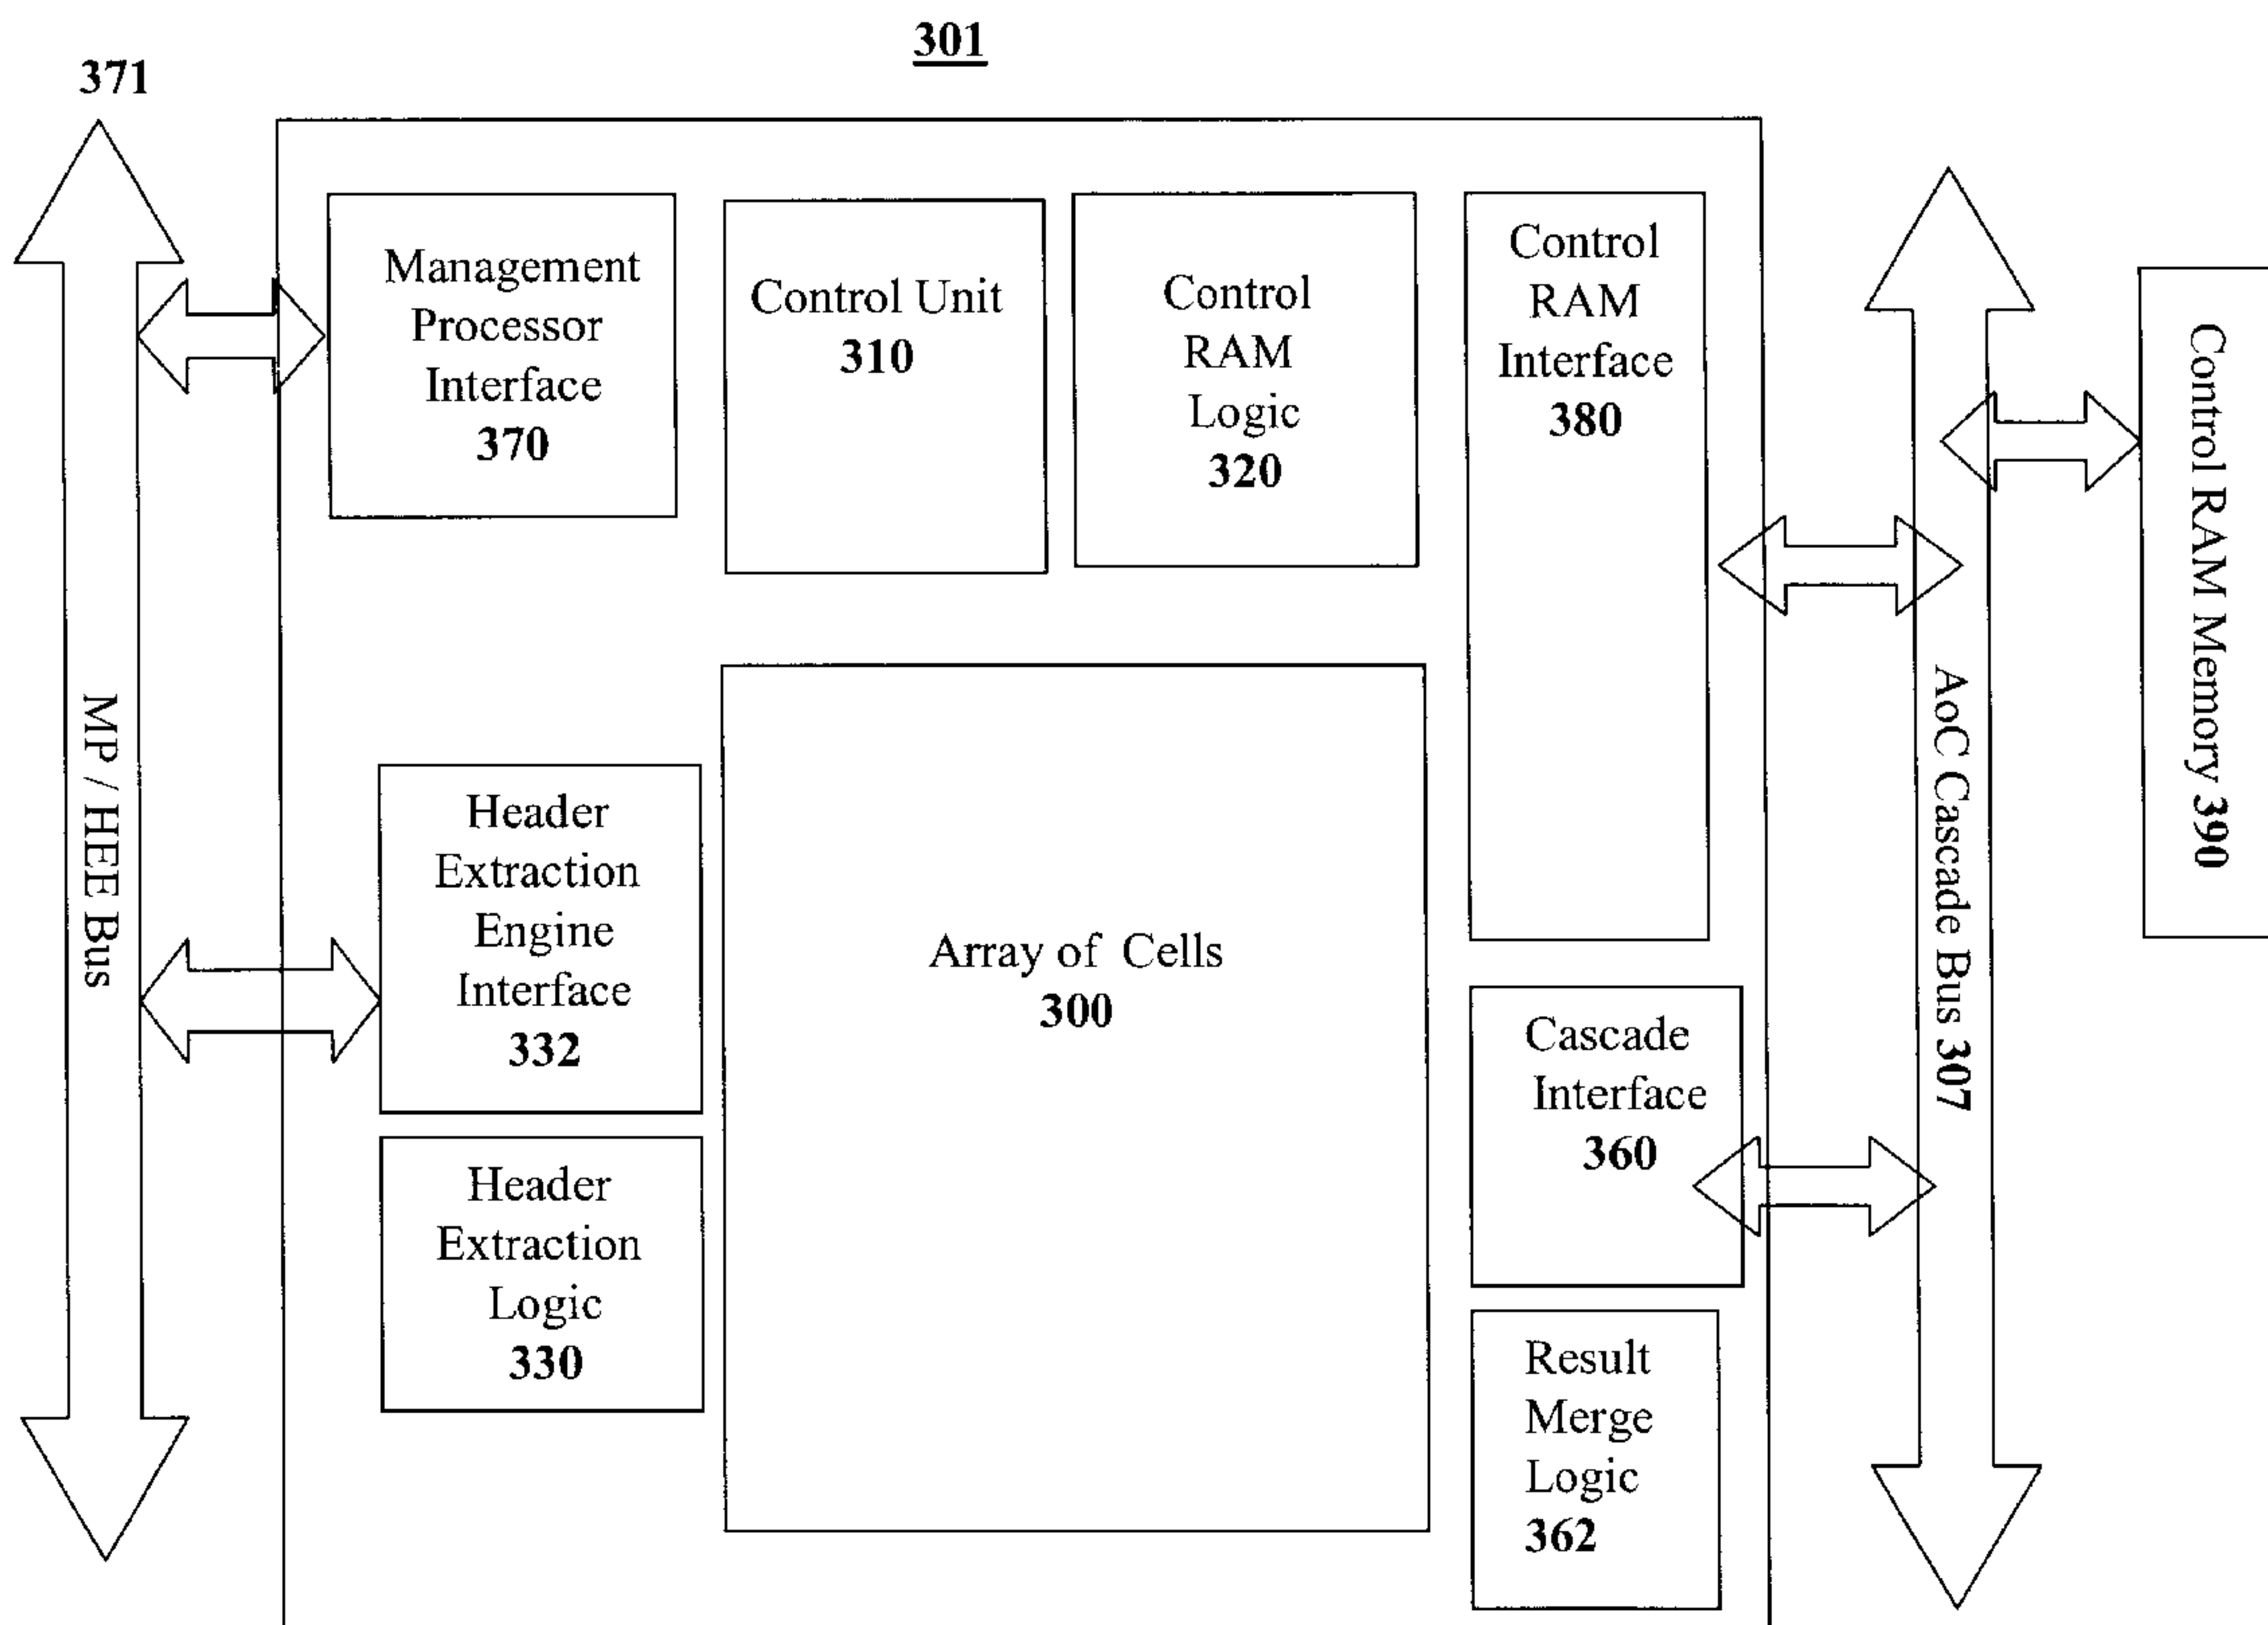 301
371
Management
Processor
Interface
370
Control Unit
310
Control
RAM
Logic
320
Control
RAM
Interface
380
Control RAM Memory 390
MP / HEE Bus
AoC Cascade Bus 307
Header
Extraction
Engine
Interface
332
Array of Cells
300
Cascade
Interface
360
Header
Extraction
Logic
330
Result
Merge
Logic
362